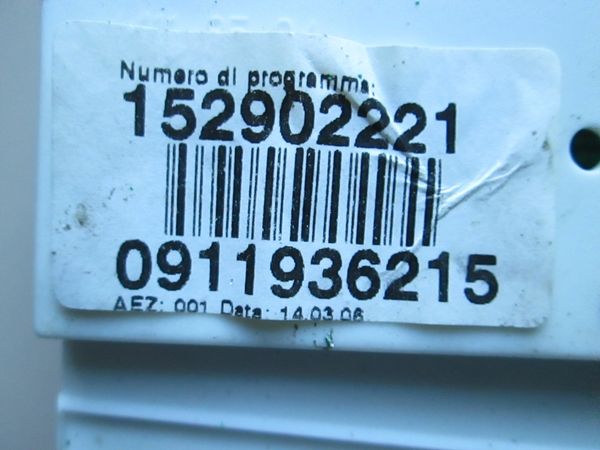 Numero di programma:
152902221
0911936215
AEZ: 001 Data: 14.03.06